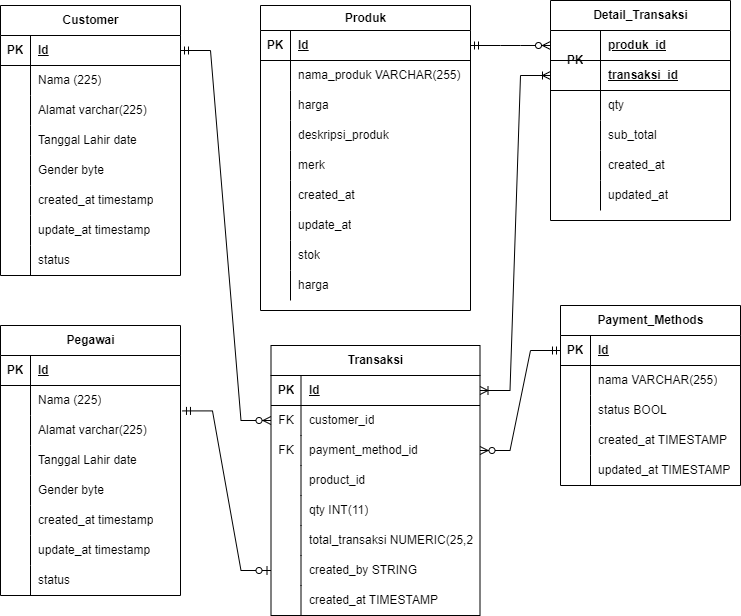 Customer
PK Id
Nama (225)
Alamat varchar(225)
Tanggal Lahir date
Gender byte
created_at timestamp
update_at timestamp
status
Produk
PK Id
nama_produk VARCHAR(255)
harga
deskripsi_produk
merk
created_at
update_at
stok
harga
Detail_Transaksi
PK
produk_id
transaksi_id
qty
sub_total
created_at
updated_at
Pegawai
PK Id
Nama (225)
Alamat varchar(225)
Tanggal Lahir date
Gender byte
created_at timestamp
update_at timestamp
status
Transaksi
PK Id
FK customer_id
FK payment_method_id
product_id
qty INT(11)
total_transaksi NUMERIC(25,2
created_by STRING
created_at TIMESTAMP
Payment_Methods
PK Id
nama VARCHAR(255)
status BOOL
created_at TIMESTAMP
updated_at TIMESTAMP